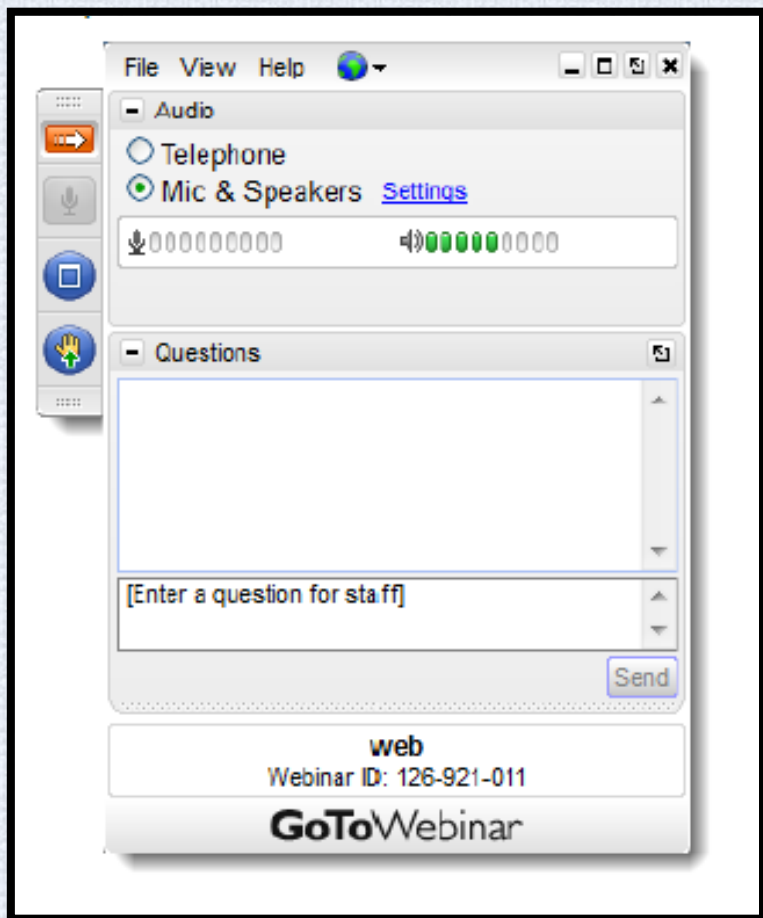 File View Help
Audio
Telephone
Mic & Speakers Settings
Questions
[Enter a question for staff]
Send
web
Webinar ID: 126-921-011
GoToWebinar